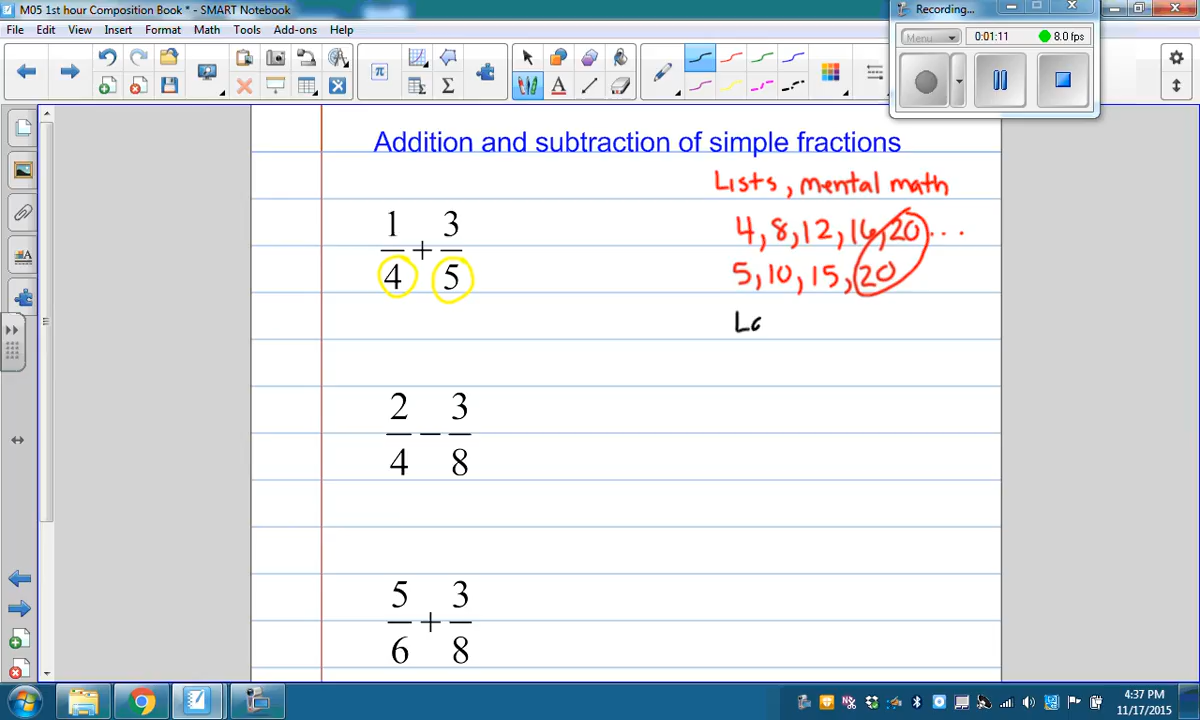 M05 1st hour Composition Book * - SMART Notebook
Recording...
File Edit View Insert Format Math Tools Add-ons Help
Menu 0:01:11 8.0 fps
Addition and subtraction of simple fractions
Lists, mental math
1/4 + 3/5
4, 8, 12, 16, 20 ...
5, 10, 15, 20
2/4 − 3/8
5/6 + 3/8
4:37 PM
11/17/2015